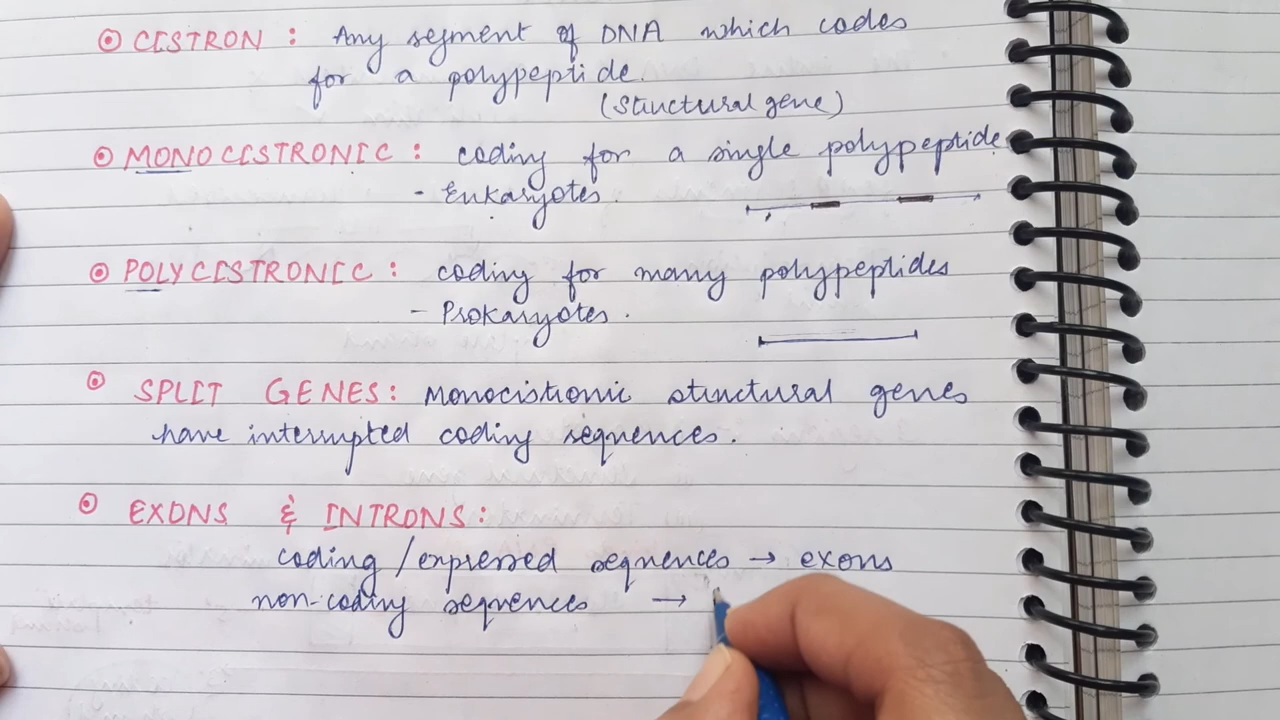 CISTRON : Any segment of DNA which codes
for a polypeptide.
(Structural gene)
MONOCISTRONIC : coding for a single polypeptide
- Eukaryotes.
POLYCISTRONIC : coding for many polypeptides
- Prokaryotes.
SPLIT GENES: Monocistronic structural genes
have interrupted coding sequences.
EXONS & INTRONS:
coding/expressed sequences → exons
non-coding sequences →